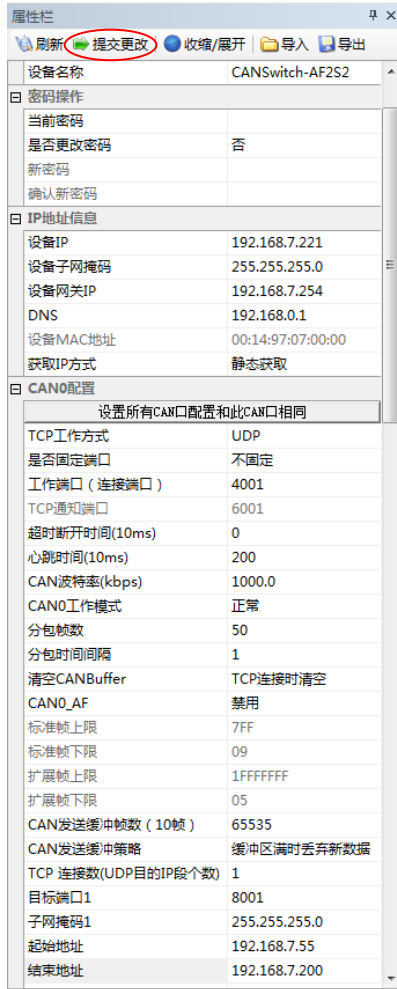 属性栏
刷新 提交更改 收缩/展开 导入 导出
设备名称 CANSwitch-AF2S2
密码操作
当前密码
是否更改密码 否
新密码
确认新密码
IP地址信息
设备IP 192.168.7.221
设备子网掩码 255.255.255.0
设备网关IP 192.168.7.254
DNS 192.168.0.1
设备MAC地址 00:14:97:07:00:00
获取IP方式 静态获取
CAN0配置
设置所有CAN口配置和此CAN口相同
TCP工作方式 UDP
是否固定端口 不固定
工作端口（连接端口） 4001
TCP通知端口 6001
超时断开时间(10ms) 0
心跳时间(10ms) 200
CAN波特率(kbps) 1000.0
CAN0工作模式 正常
分包帧数 50
分包时间间隔 1
清空CANBuffer TCP连接时清空
CAN0_AF 禁用
标准帧上限 7FF
标准帧下限 09
扩展帧上限 1FFFFFFF
扩展帧下限 05
CAN发送缓冲帧数（10帧） 65535
CAN发送缓冲策略 缓冲区满时丢弃新数据
TCP 连接数(UDP目的IP段个数) 1
目标端口1 8001
子网掩码1 255.255.255.0
起始地址 192.168.7.55
结束地址 192.168.7.200